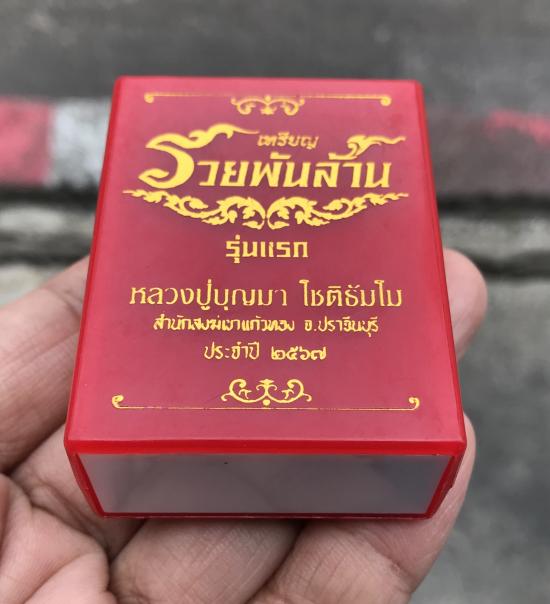 เหรียญ
รวยพันล้าน
รุ่นแรก
หลวงปู่บุญมา โชติธัมโม
สำนักสงฆ์เขาแก้วทอง จ.ปราจีนบุรี
ประจำปี ๒๕๖๗